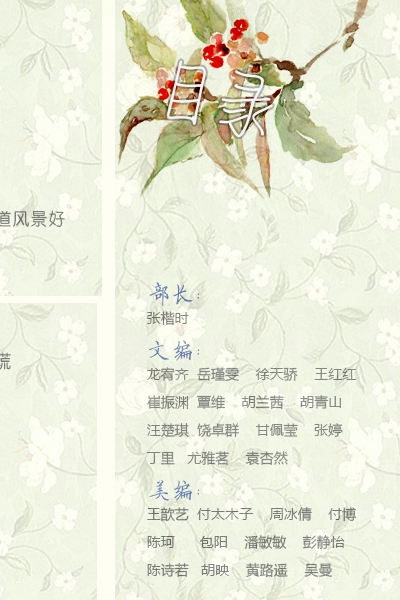 目录
道风景好
部长：
张楷时
谎
文编：
龙宥齐 岳瑾雯 徐天骄 王红红
崔振渊 覃维 胡兰茜 胡青山
汪楚琪 饶卓群 甘佩莹 张婷
丁里 尤雅茗 袁杏然
美编：
王歆艺 付太木子 周冰倩 付博
陈珂 包阳 潘敏敏 彭静怡
陈诗若 胡映 黄路遥 吴曼